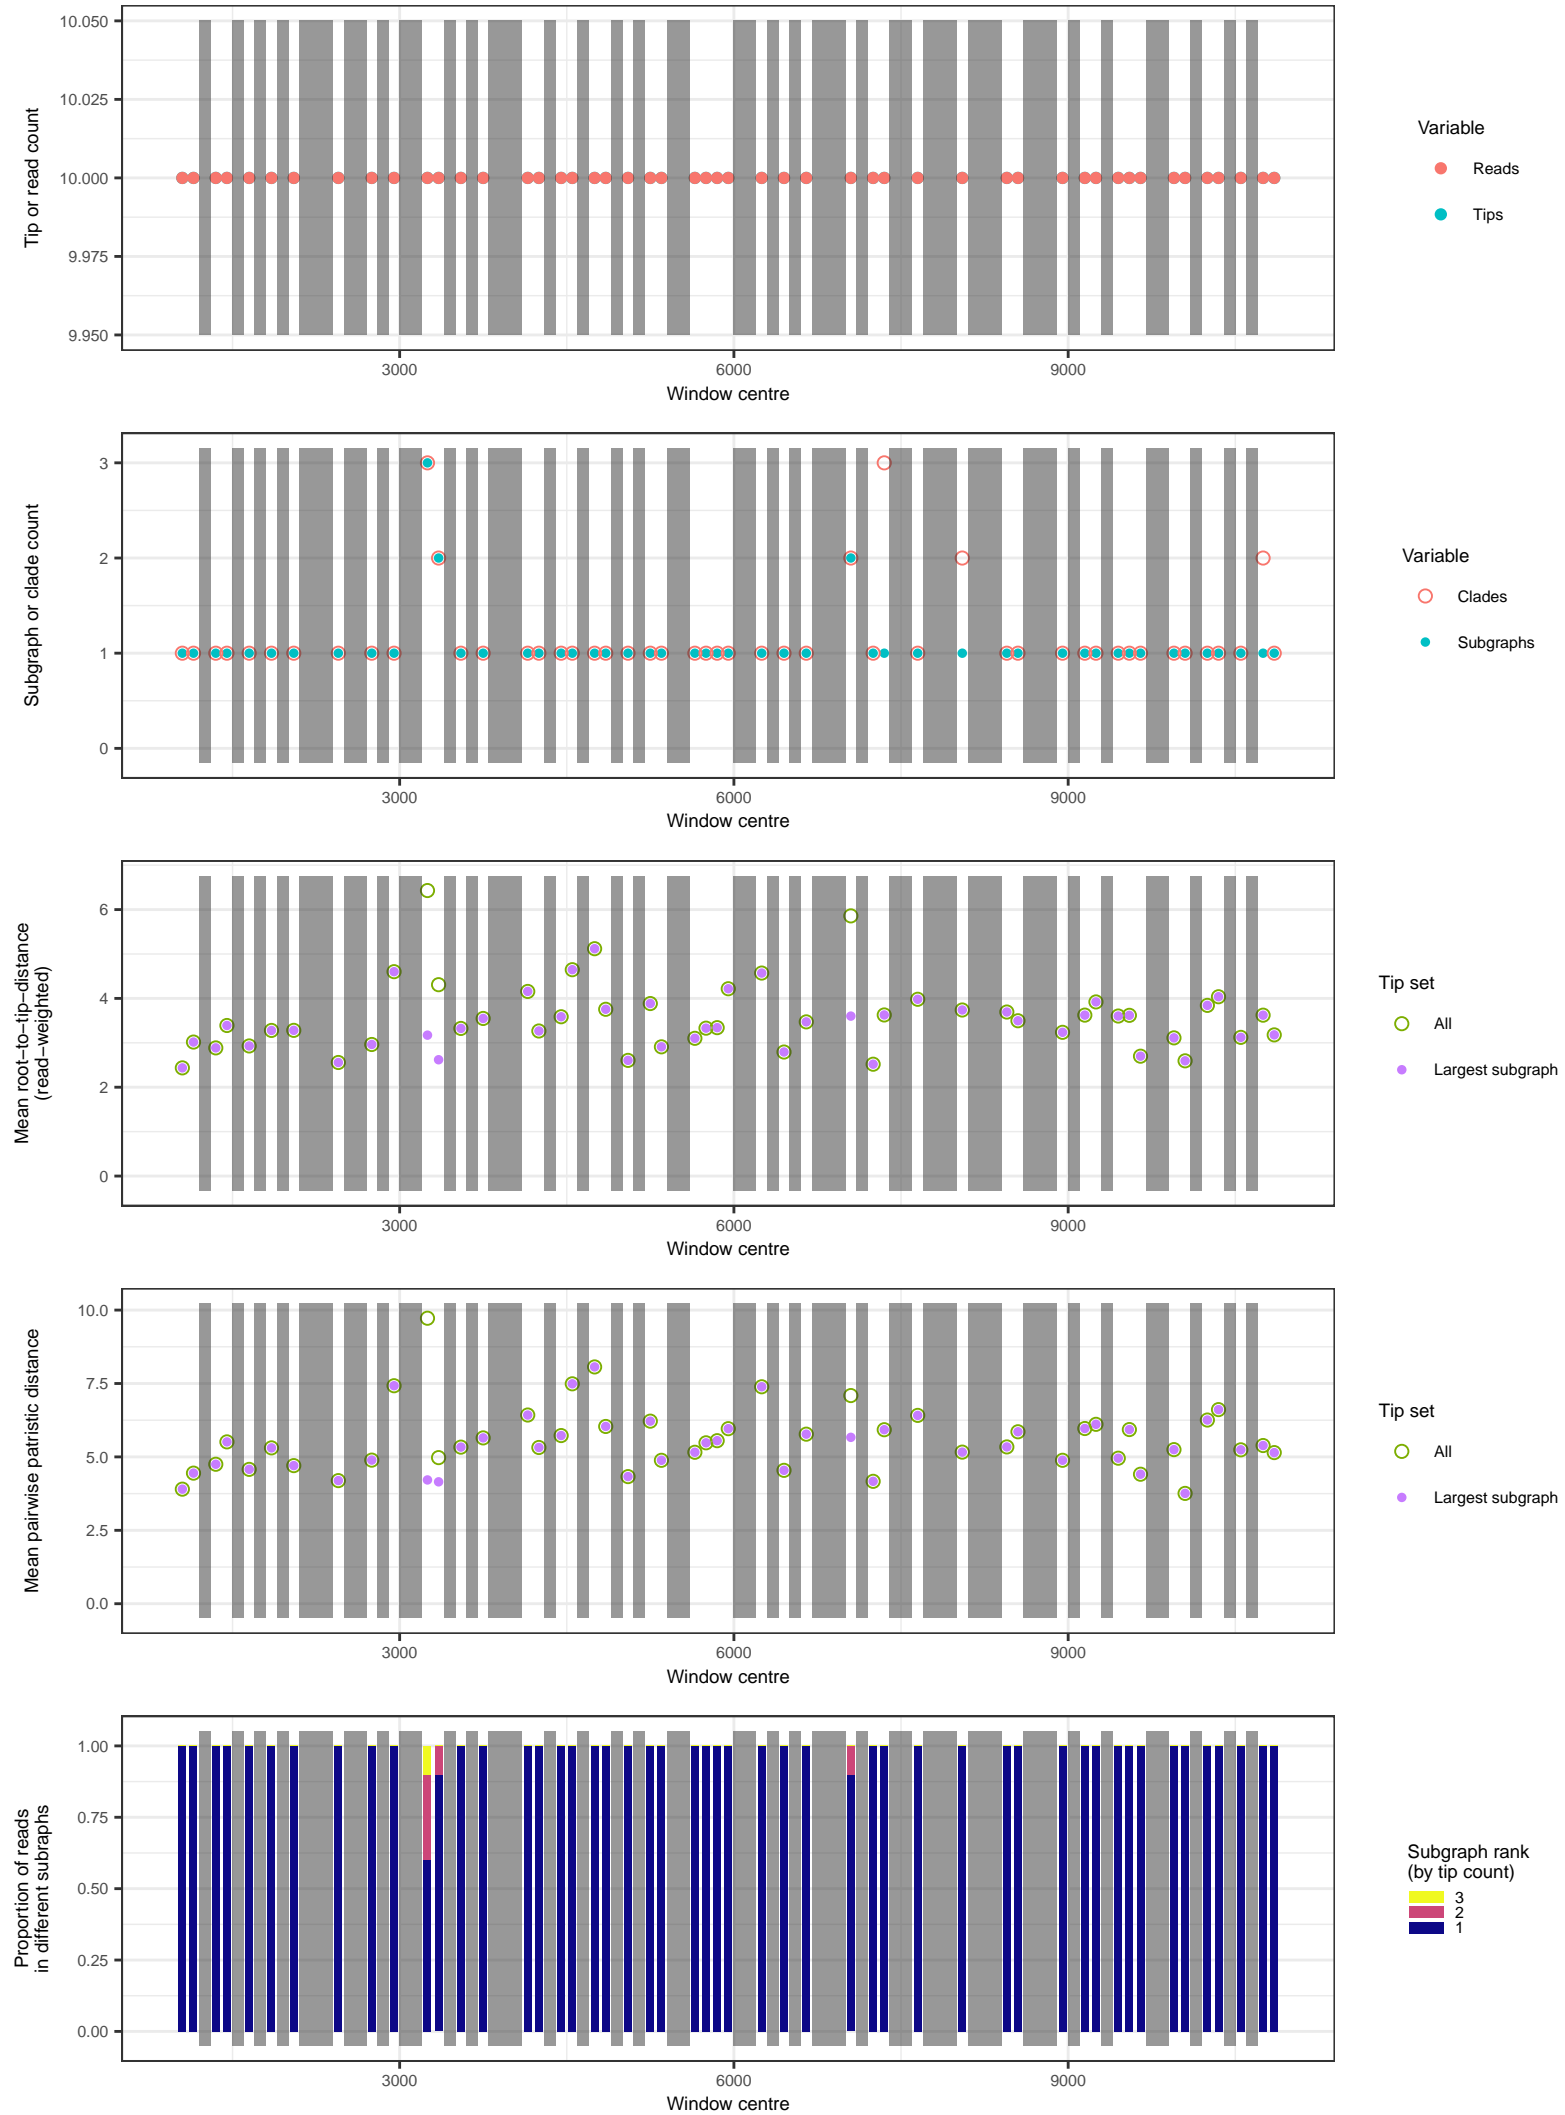 10.050
10.025
10.000
9.975
9.950
Tip or read count
3000
6000
9000
Window centre
Variable
Reads
Tips
3
2
1
0
Subgraph or clade count
3000
6000
9000
Window centre
Variable
Clades
Subgraphs
6
4
2
0
Mean root−to−tip−distance
(read−weighted)
3000
6000
9000
Window centre
Tip set
All
Largest subgraph
10.0
7.5
5.0
2.5
0.0
Mean pairwise patristic distance
3000
6000
9000
Window centre
Tip set
All
Largest subgraph
1.00
0.75
0.50
0.25
0.00
Proportion of reads
in different subraphs
3000
6000
9000
Window centre
Subgraph rank
(by tip count)
3
2
1